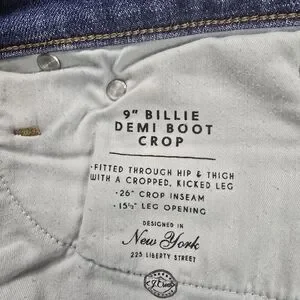 9" BILLIE
DEMI BOOT
CROP
•FITTED THROUGH HIP & THIGH
WITH A CROPPED, KICKED LEG
•26" CROP INSEAM
•15½" LEG OPENING
DESIGNED IN
New York
225 LIBERTY STREET
J.Crew